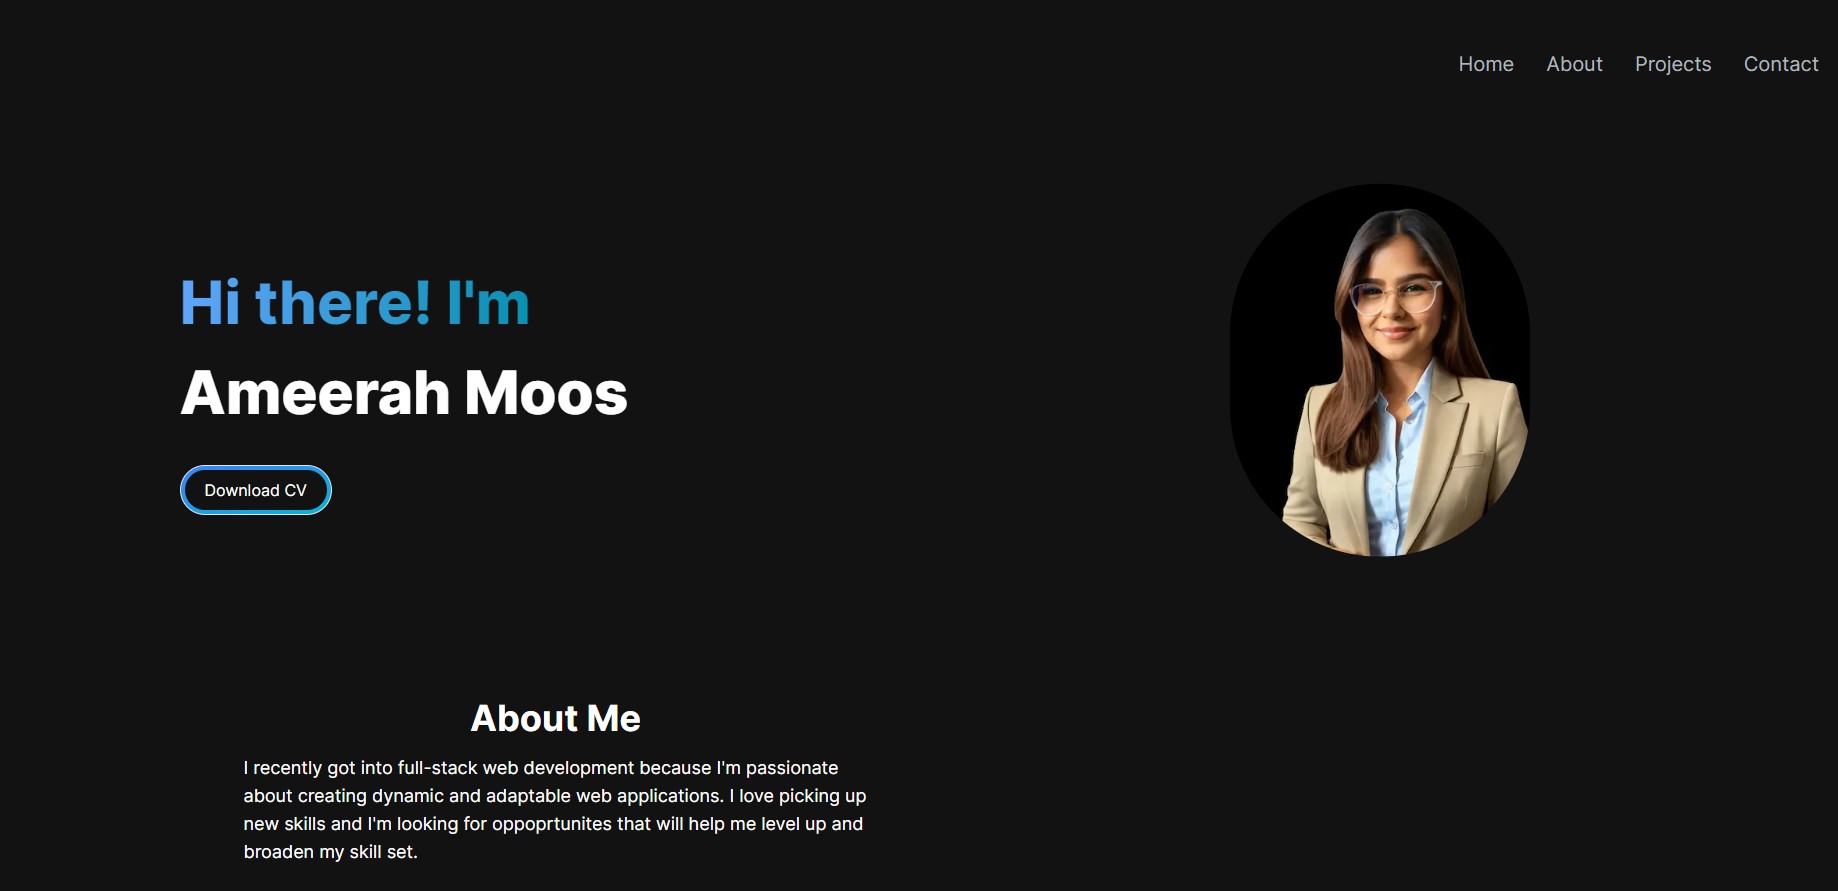 Home About Projects Contact
Hi there! I'm
Ameerah Moos
Download CV
About Me
I recently got into full-stack web development because I'm passionate
about creating dynamic and adaptable web applications. I love picking up
new skills and I'm looking for oppoprtunites that will help me level up and
broaden my skill set.